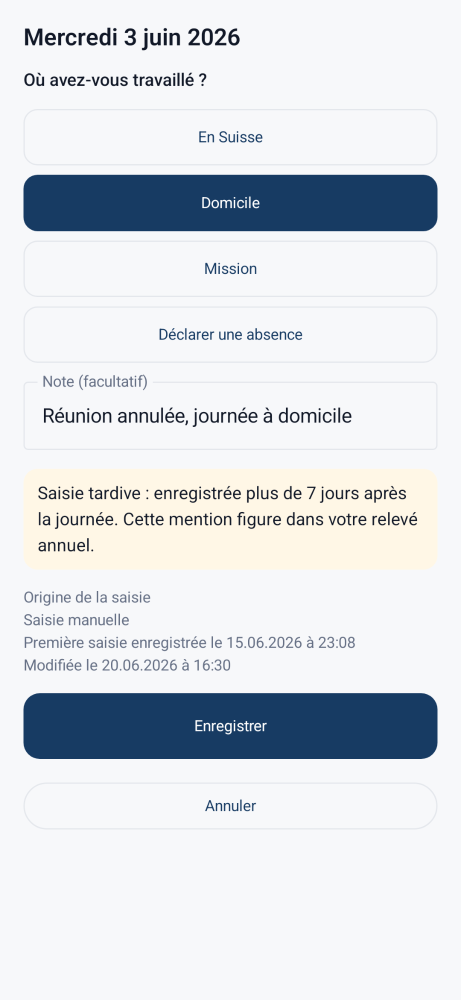 Mercredi 3 juin 2026
Où avez-vous travaillé ?
En Suisse
Domicile
Mission
Déclarer une absence
Note (facultatif)
Réunion annulée, journée à domicile
Saisie tardive : enregistrée plus de 7 jours après
la journée. Cette mention figure dans votre relevé
annuel.
Origine de la saisie
Saisie manuelle
Première saisie enregistrée le 15.06.2026 à 23:08
Modifiée le 20.06.2026 à 16:30
Enregistrer
Annuler